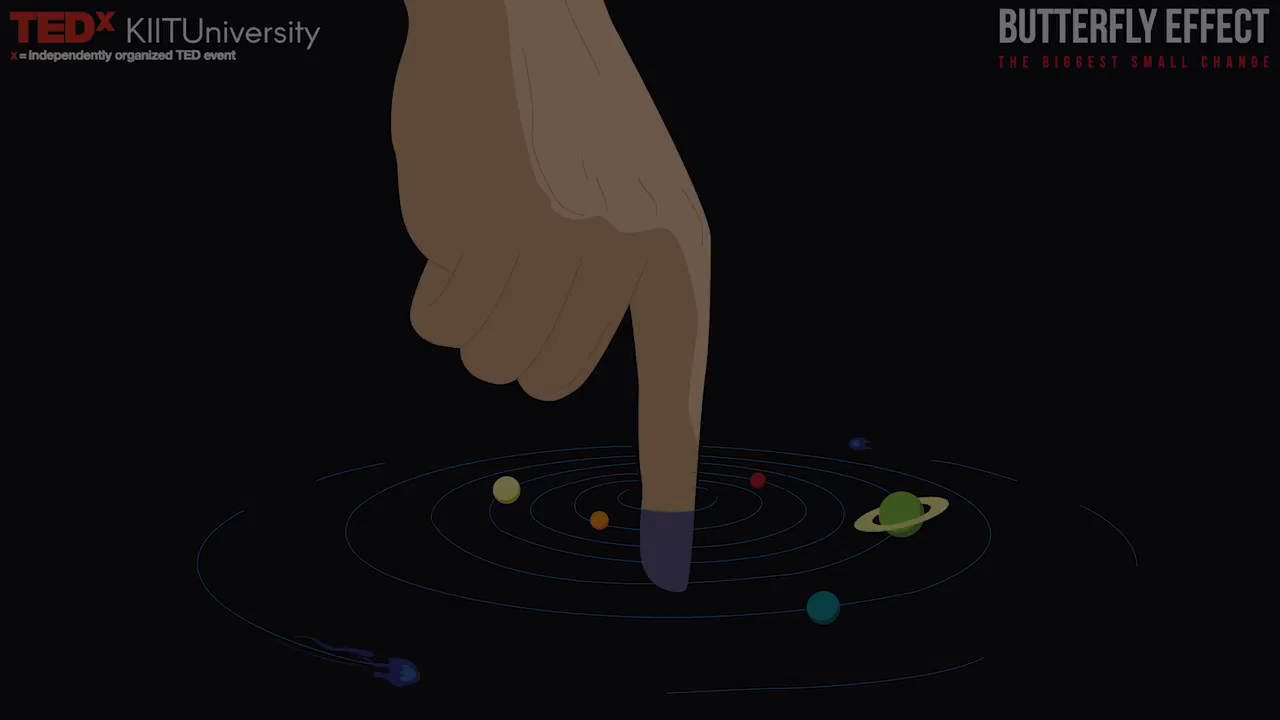 TEDx KIITUniversity
x = independently organized TED event
BUTTERFLY EFFECT
THE BIGGEST SMALL CHANGE